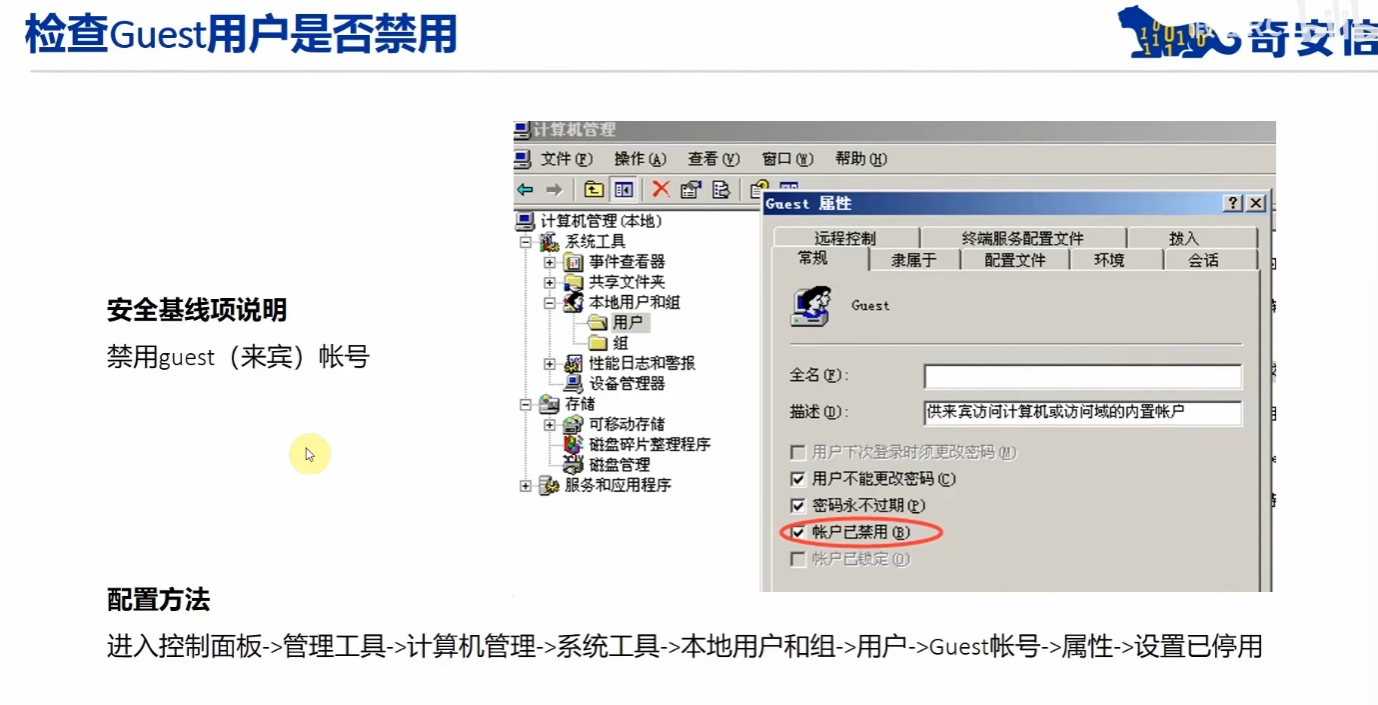 检查Guest用户是否禁用
奇安信
计算机管理
文件(F) 操作(A) 查看(V) 窗口(W) 帮助(H)
Guest 属性
计算机管理(本地)
系统工具
事件查看器
共享文件夹
本地用户和组
用户
组
性能日志和警报
设备管理器
存储
可移动存储
磁盘碎片整理程序
磁盘管理
服务和应用程序
远程控制 终端服务配置文件 拨入
常规 隶属于 配置文件 环境 会话
Guest
全名(F):
描述(D): 供来宾访问计算机或访问域的内置帐户
用户下次登录时须更改密码(M)
用户不能更改密码(C)
密码永不过期(P)
帐户已禁用(B)
帐户已锁定(O)
安全基线项说明
禁用guest（来宾）帐号
配置方法
进入控制面板->管理工具->计算机管理->系统工具->本地用户和组->用户->Guest帐号->属性->设置已停用